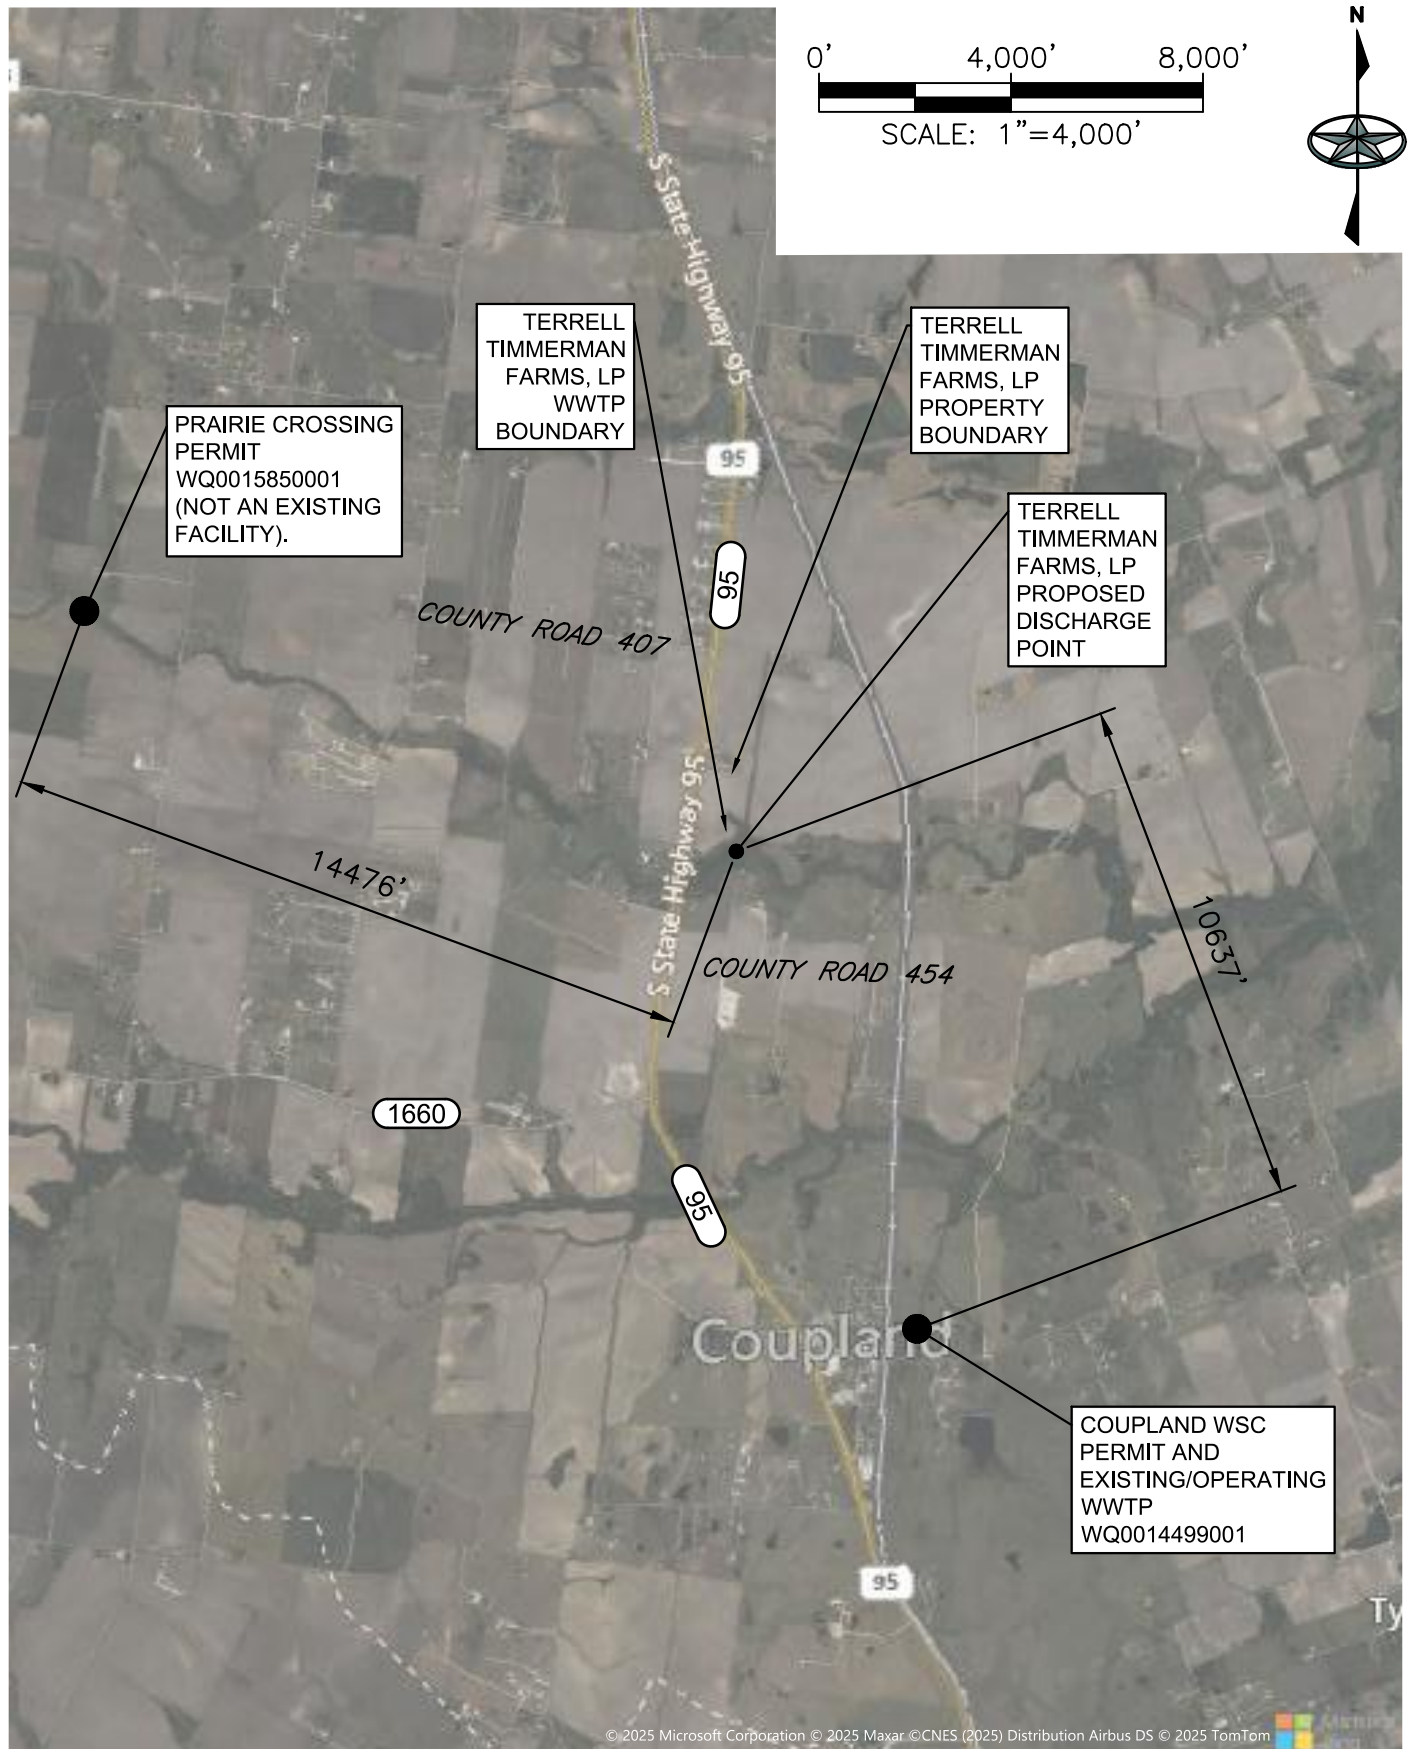 N
0' 4,000' 8,000'
SCALE: 1"=4,000'
S State Highway 95
TERRELL
TIMMERMAN
FARMS, LP
WWTP
BOUNDARY
TERRELL
TIMMERMAN
FARMS, LP
PROPERTY
BOUNDARY
PRAIRIE CROSSING
PERMIT
WQ0015850001
(NOT AN EXISTING
FACILITY).
95
TERRELL
TIMMERMAN
FARMS, LP
PROPOSED
DISCHARGE
POINT
95
COUNTY ROAD 407
S State Highway 95
14476'
10637'
COUNTY ROAD 454
1660
95
Coupland
COUPLAND WSC
PERMIT AND
EXISTING/OPERATING
WWTP
WQ0014499001
95
Ty
© 2025 Microsoft Corporation © 2025 Maxar ©CNES (2025) Distribution Airbus DS © 2025 TomTom